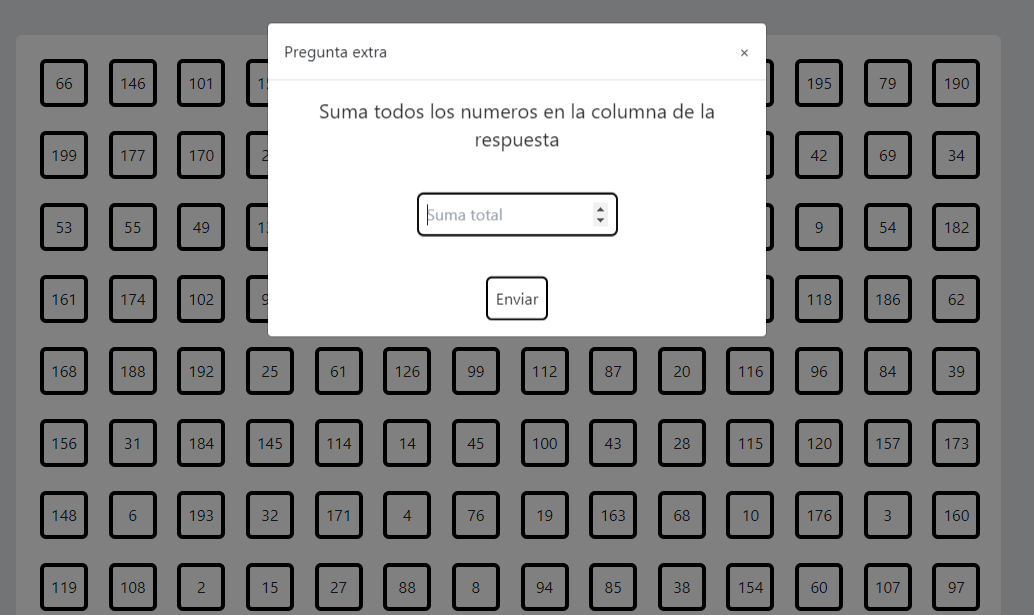 Pregunta extra ×
Suma todos los numeros en la columna de la
respuesta
Suma total
Enviar
66 146 101 195 79 190
199 177 170 42 69 34
53 55 49 9 54 182
161 174 102 118 186 62
168 188 192 25 61 126 99 112 87 20 116 96 84 39
156 31 184 145 114 14 45 100 43 28 115 120 157 173
148 6 193 32 171 4 76 19 163 68 10 176 3 160
119 108 2 15 27 88 8 94 85 38 154 60 107 97